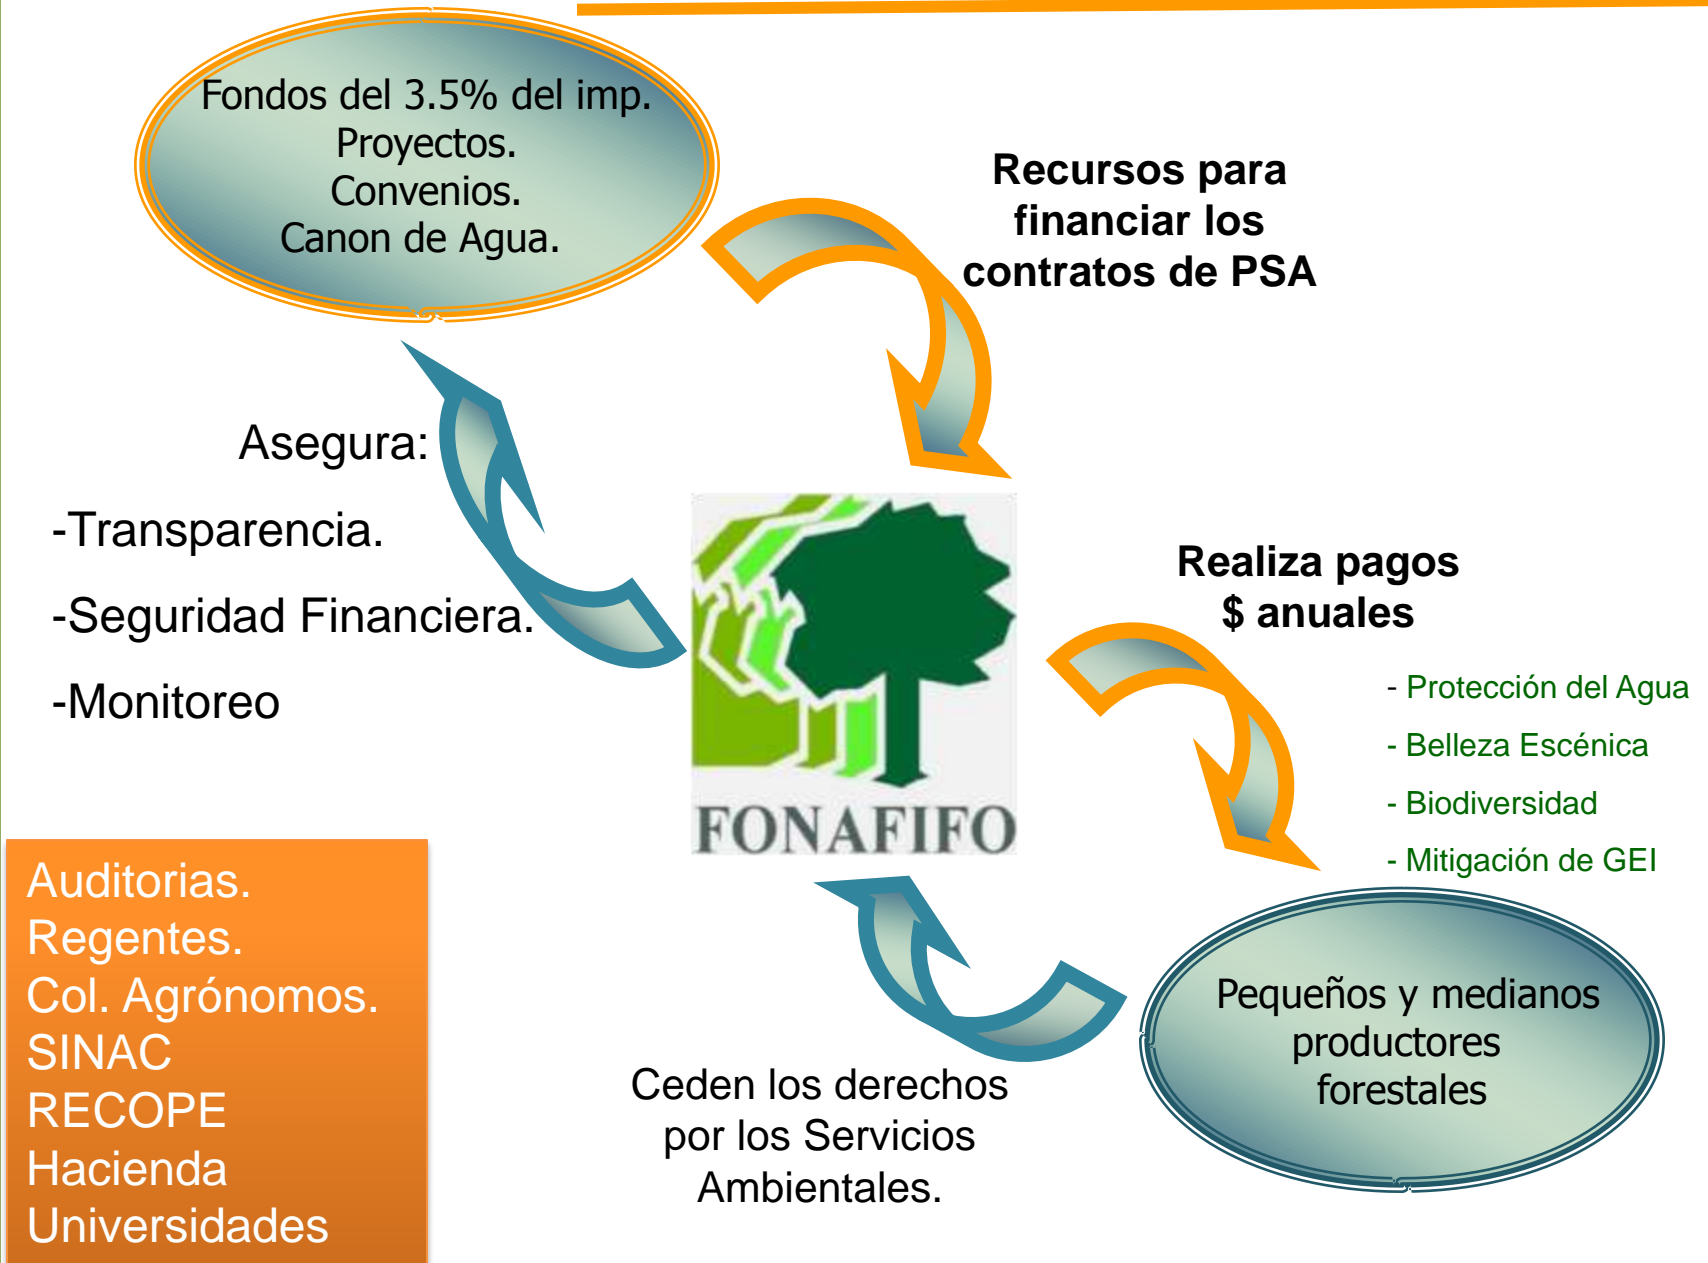 Fondos del 3.5% del imp.
Proyectos.
Convenios.
Canon de Agua.
Recursos para
financiar los
contratos de PSA
Asegura:
-Transparencia.
-Seguridad Financiera.
-Monitoreo
FONAFIFO
Realiza pagos
$ anuales
- Protección del Agua
- Belleza Escénica
- Biodiversidad
- Mitigación de GEI
Auditorias.
Regentes.
Col. Agrónomos.
SINAC
RECOPE
Hacienda
Universidades
Ceden los derechos
por los Servicios
Ambientales.
Pequeños y medianos
productores
forestales